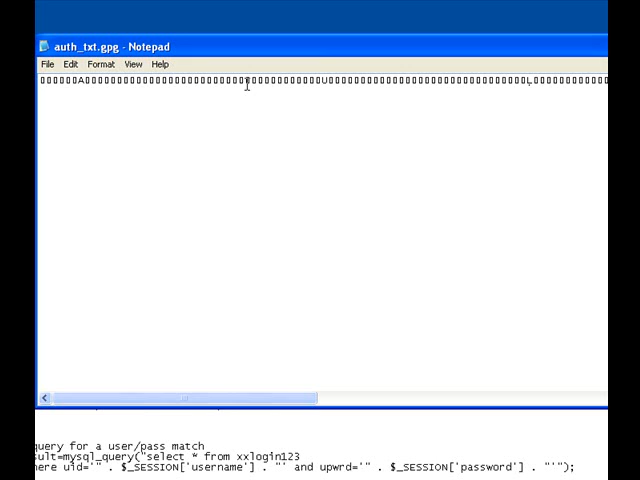 auth_txt.gpg - Notepad
File Edit Format View Help
query for a user/pass match
sult=mysql_query("select * from xxlogin123
here uid='" . $_SESSION['username'] . "' and upwrd='" . $_SESSION['password'] . "'");